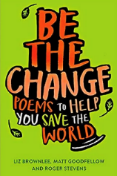 BE
THE
CHANGE
POEMS TO HELP
YOU SAVE THE
WORLD
LIZ BROWNLEE, MATT GOODFELLOW
AND ROGER STEVENS